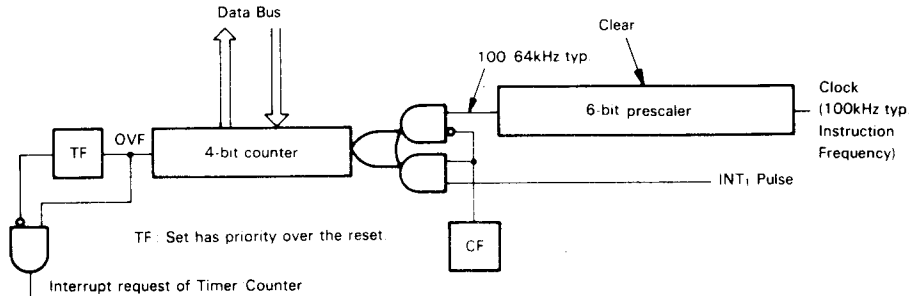 Data Bus
Clear
100 64kHz typ.
Clock
(100kHz typ.
Instruction
Frequency)
6-bit prescaler
TF
OVF
4-bit counter
INT₁ Pulse
TF : Set has priority over the reset.
CF
Interrupt request of Timer Counter